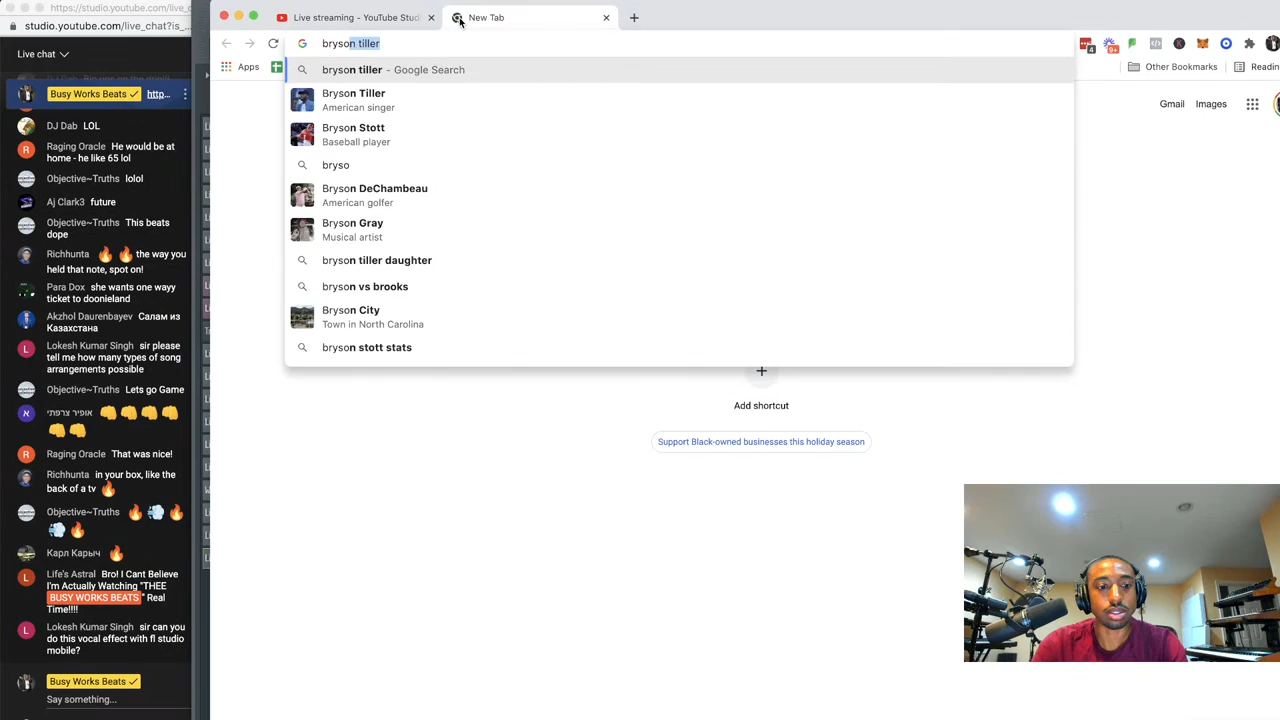 https://studio.youtube.com/live_
studio.youtube.com/live_chat?is_
Live chat
Busy Works Beats http...
DJ Dab LOL
Raging Oracle He would be at
home - he like 65 lol
Objective~Truths lolol
Aj Clark3 future
Objective~Truths This beats
dope
Richhunta 🔥 🔥 the way you
held that note, spot on!
Para Dox she wants one wayy
ticket to doonieland
Akzhol Daurenbayev Салам из
Казахстана
Lokesh Kumar Singh sir please
tell me how many types of song
arrangements possible
Objective~Truths Lets go Game
אופיר צרפתי 👊 👊 👊 👊
👊 👊
Raging Oracle That was nice!
Richhunta in your box, like the
back of a tv 🔥
Objective~Truths 🔥 💨 🔥
💨 🔥
Карл Карыч 🔥
Life's Astral Bro! I Cant Believe
I'm Actually Watching "THEE
BUSY WORKS BEATS " Real
Time!!!!
Lokesh Kumar Singh sir can you
do this vocal effect with fl studio
mobile?
Busy Works Beats
Say something...
Live streaming - YouTube Stud
New Tab
bryson tiller
Apps
Other Bookmarks
Readin
bryson tiller - Google Search
Bryson Tiller
American singer
Bryson Stott
Baseball player
bryso
Bryson DeChambeau
American golfer
Bryson Gray
Musical artist
bryson tiller daughter
bryson vs brooks
Bryson City
Town in North Carolina
bryson stott stats
Gmail Images
Add shortcut
Support Black-owned businesses this holiday season